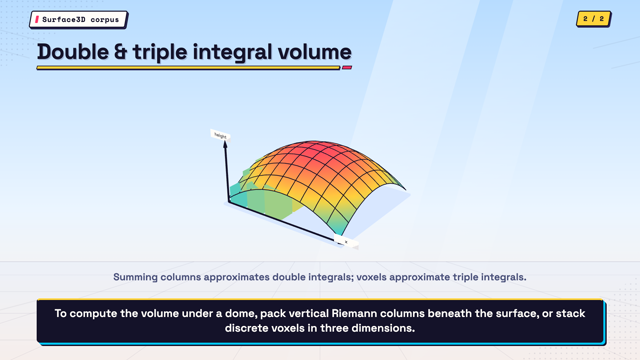 Surface3D corpus
2 / 2
Double & triple integral volume
height
Summing columns approximates double integrals; voxels approximate triple integrals.
To compute the volume under a dome, pack vertical Riemann columns beneath the surface, or stack
discrete voxels in three dimensions.